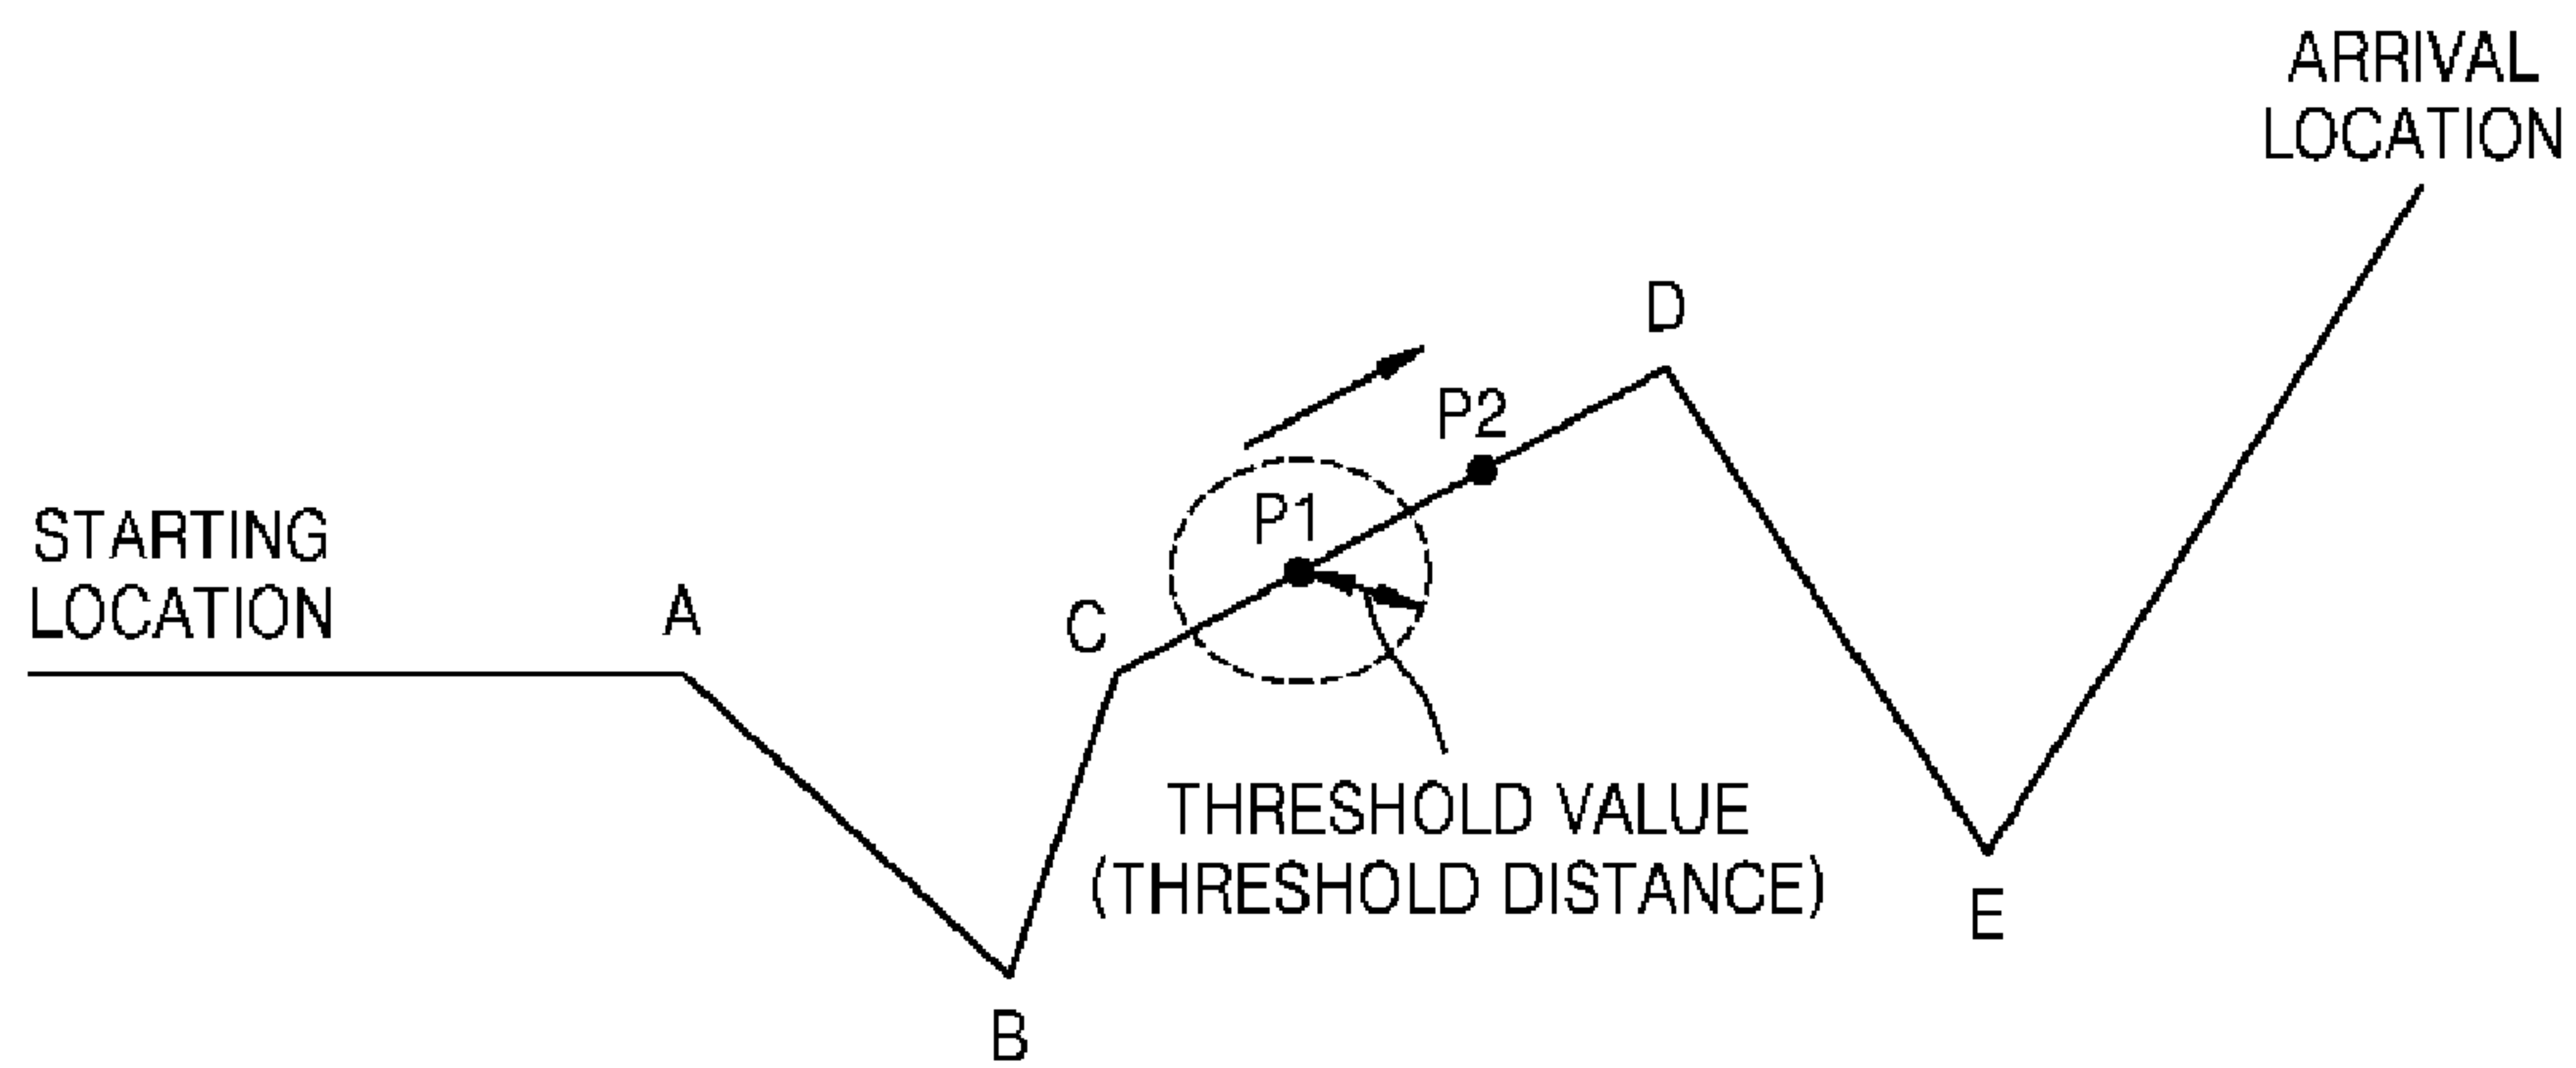 ARRIVAL
LOCATION
D
P2
P1
STARTING
LOCATION
A
C
THRESHOLD VALUE
(THRESHOLD DISTANCE)
E
B